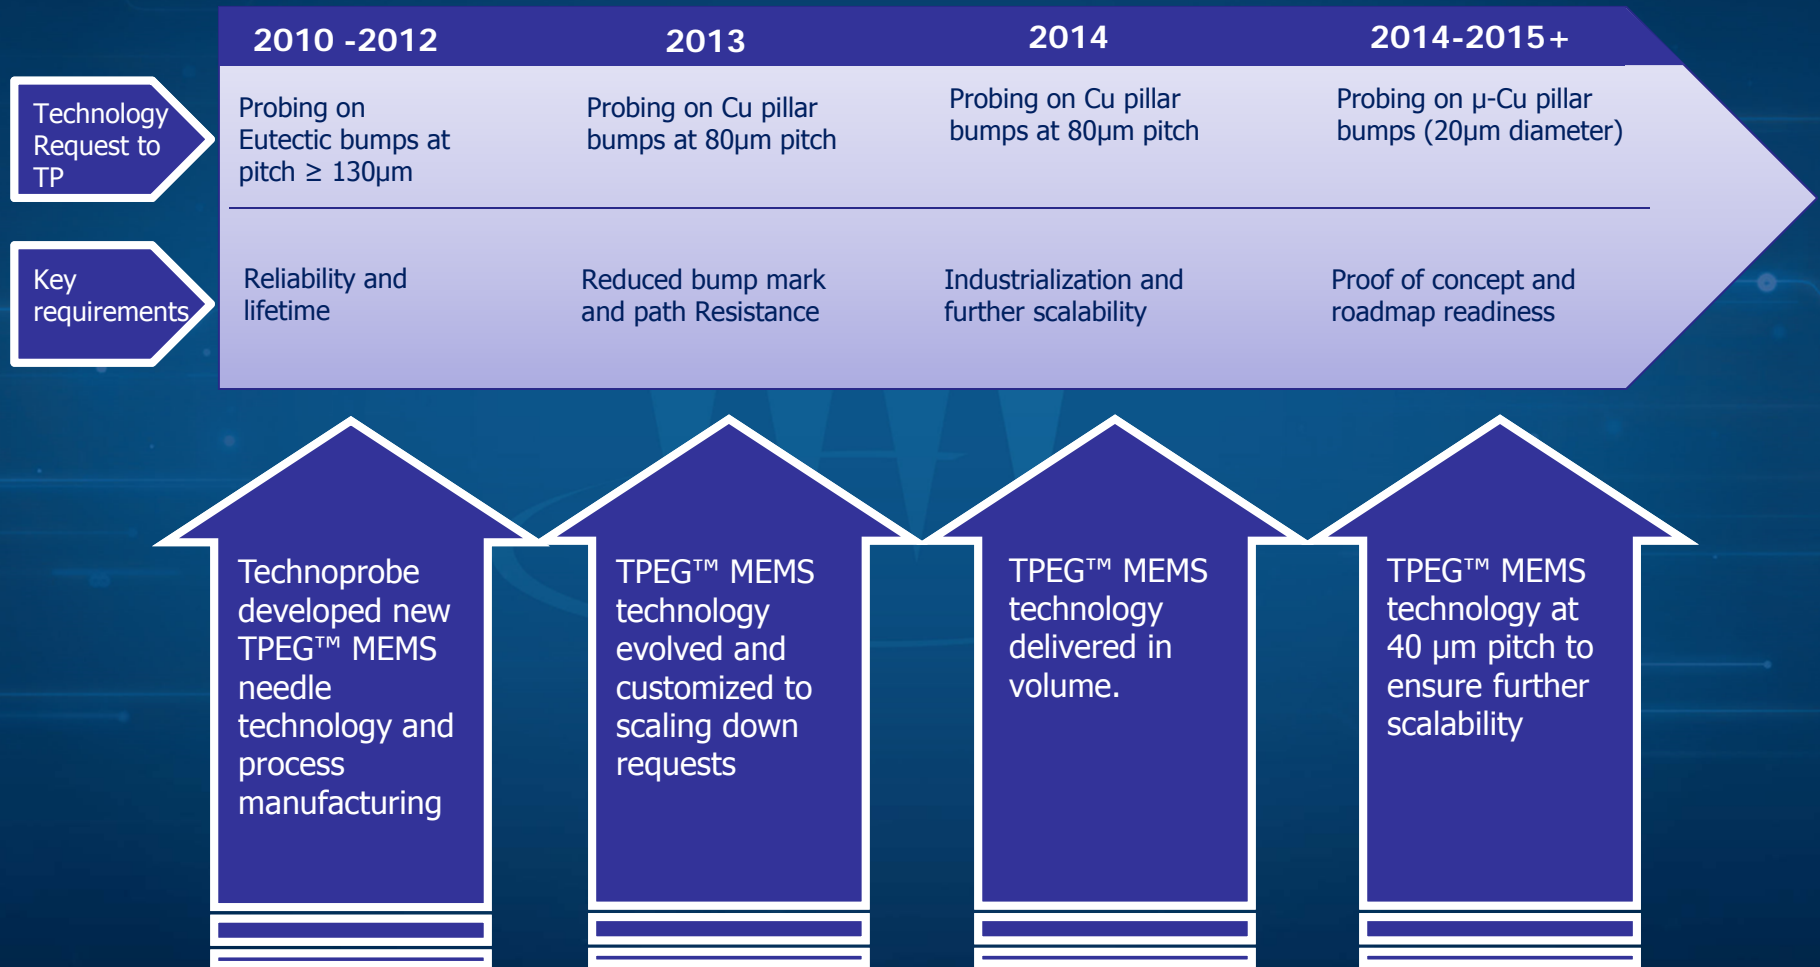 2010 -2012
2013
2014
2014-2015+
Technology
Request to
TP
Probing on
Eutectic bumps at
pitch ≥ 130µm
Probing on Cu pillar
bumps at 80µm pitch
Probing on Cu pillar
bumps at 80µm pitch
Probing on µ-Cu pillar
bumps (20µm diameter)
Key
requirements
Reliability and
lifetime
Reduced bump mark
and path Resistance
Industrialization and
further scalability
Proof of concept and
roadmap readiness
Technoprobe
developed new
TPEG™ MEMS
needle
technology and
process
manufacturing
TPEG™ MEMS
technology
evolved and
customized to
scaling down
requests
TPEG™ MEMS
technology
delivered in
volume.
TPEG™ MEMS
technology at
40 µm pitch to
ensure further
scalability